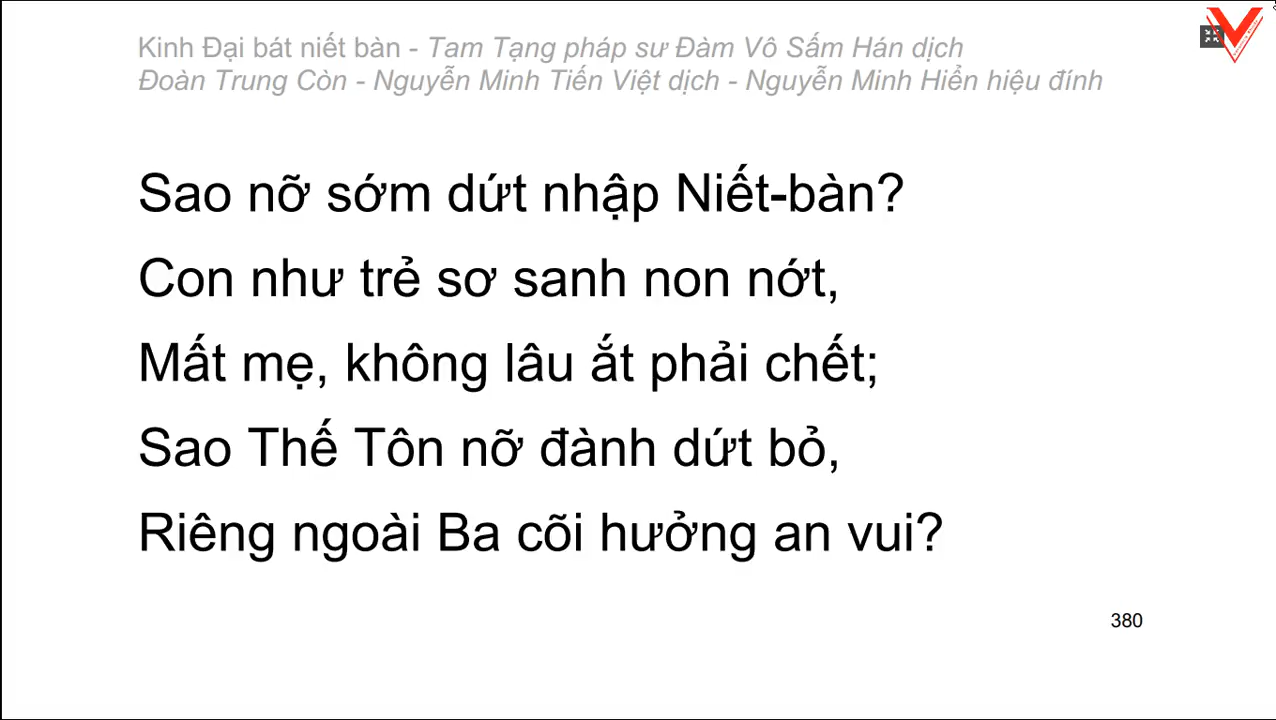 Kinh Đại bát niết bàn - Tam Tạng pháp sư Đàm Vô Sấm Hán dịch
Đoàn Trung Còn - Nguyễn Minh Tiến Việt dịch - Nguyễn Minh Hiển hiệu đính
Sao nỡ sớm dứt nhập Niết-bàn?
Con như trẻ sơ sanh non nớt,
Mất mẹ, không lâu ắt phải chết;
Sao Thế Tôn nỡ đành dứt bỏ,
Riêng ngoài Ba cõi hưởng an vui?
380